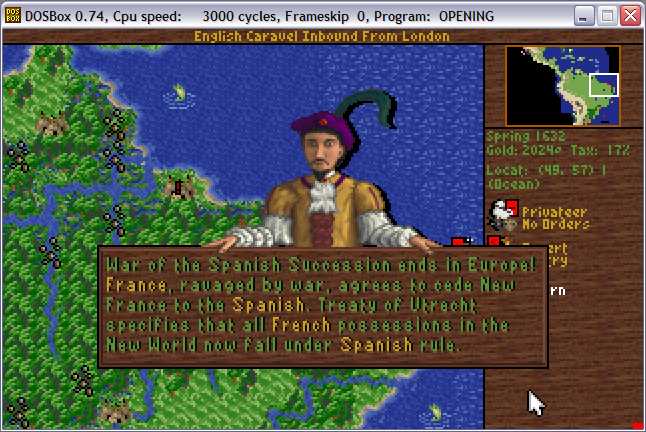 DOSBox 0.74, Cpu speed: 3000 cycles, Frameskip 0, Program: OPENING
English Caravel Inbound From London
Spring 1632
Gold: 2024¢ Tax: 17%
Locat: (49, 57) 1
(Ocean)
Privateer
No Orders
War of the Spanish Succession ends in Europe!
France, ravaged by war, agrees to cede New
France to the Spanish. Treaty of Utrecht
specifies that all French possessions in the
New World now fall under Spanish rule.